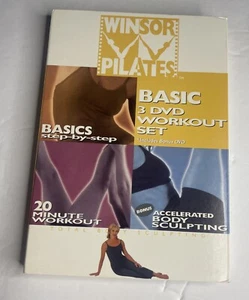 WINSOR
PILATES
BASIC
3 DVD
WORKOUT
SET
BASICS
step-by-step
20
MINUTE
WORKOUT
BONUS
ACCELERATED
BODY
SCULPTING